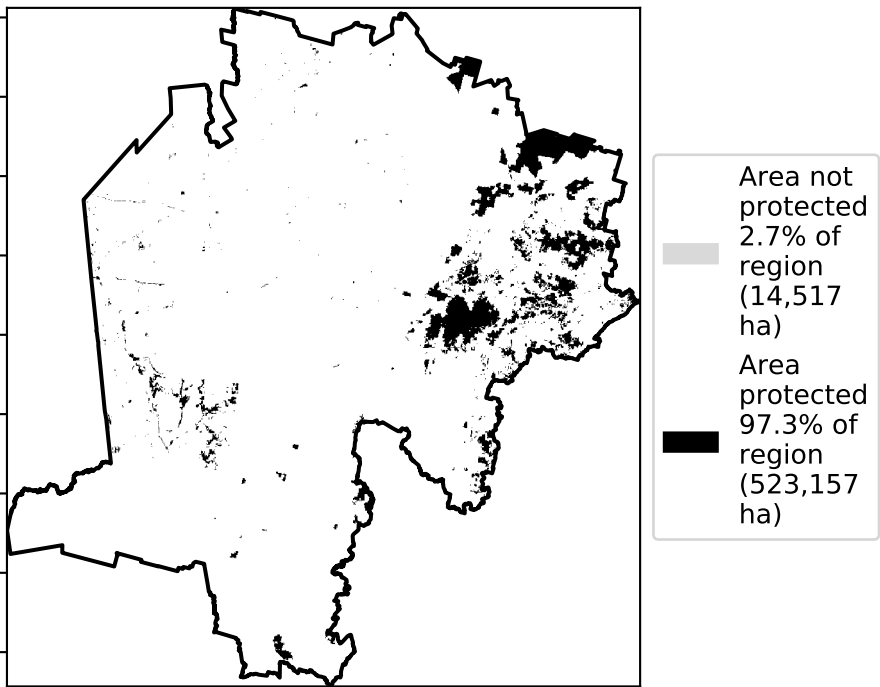 Area not
protected
2.7% of
region
(14,517
ha)
Area
protected
97.3% of
region
(523,157
ha)